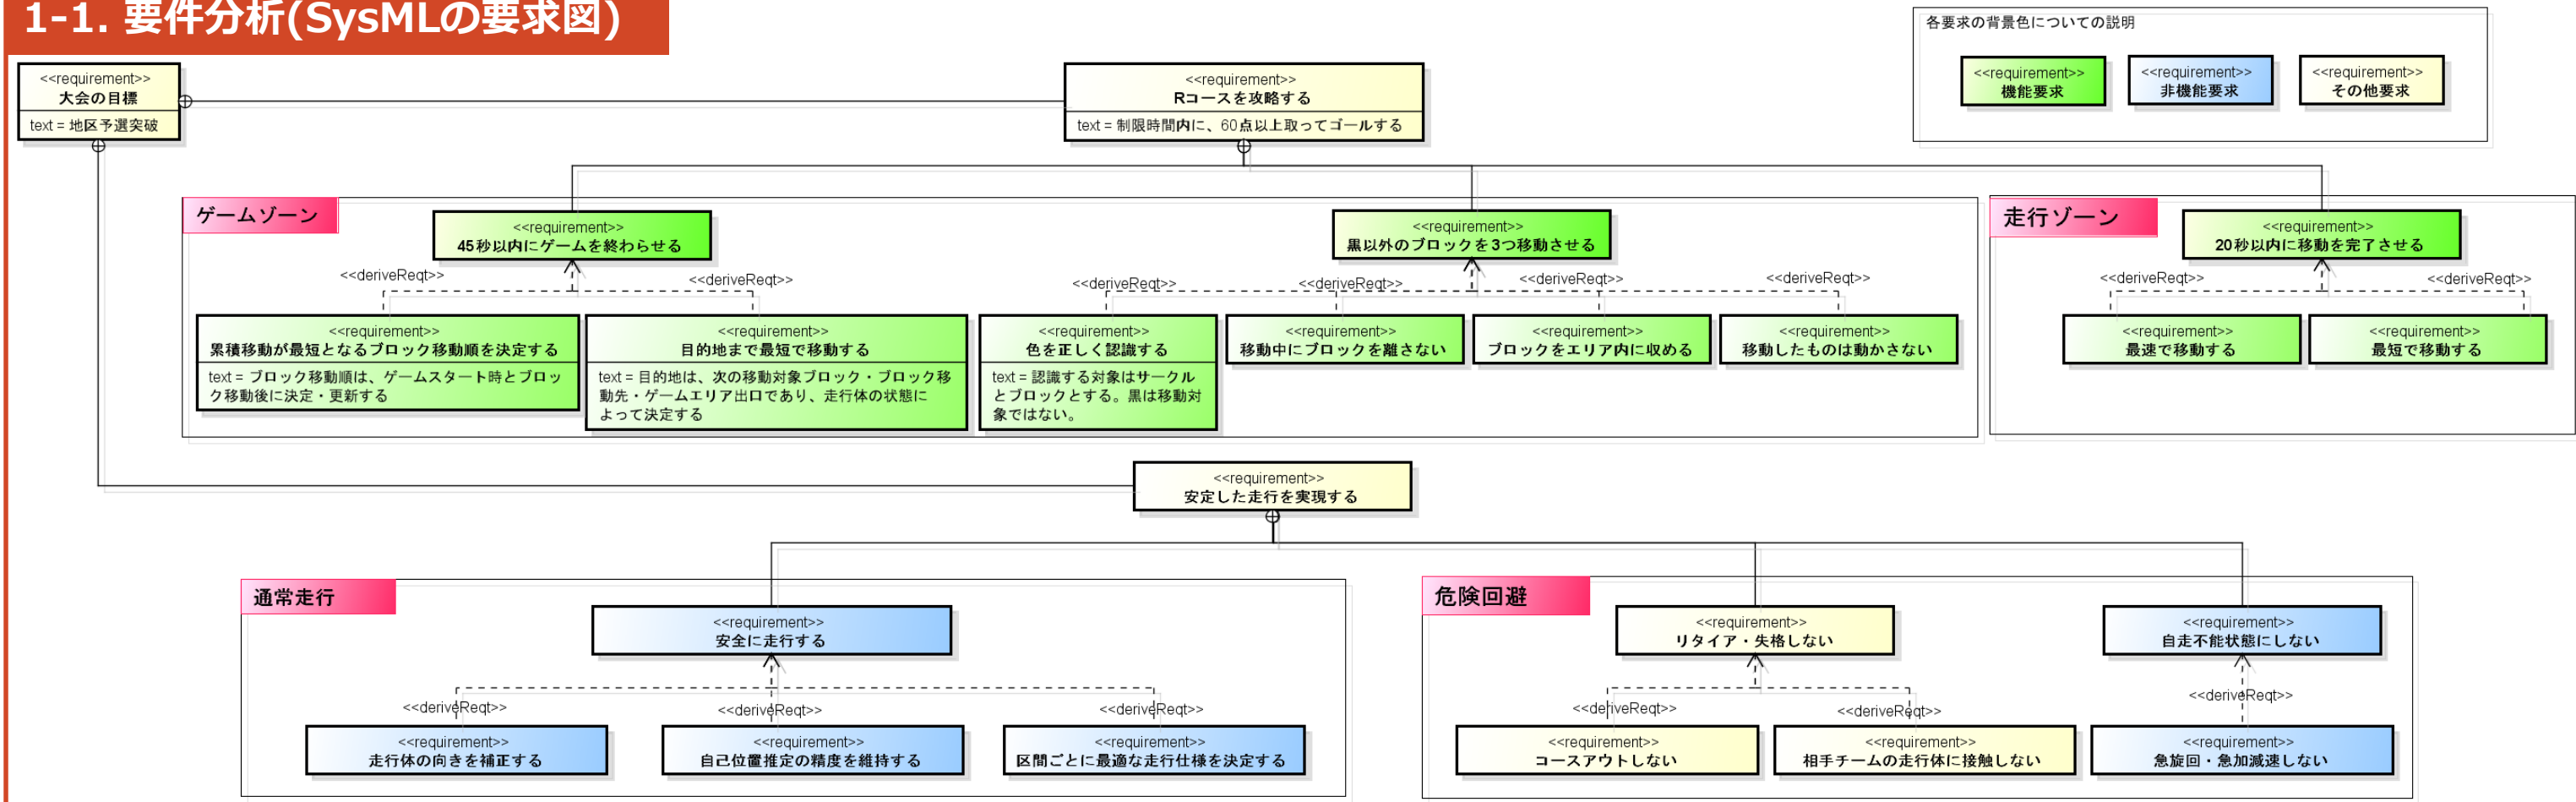 1-1. 要件分析(SysMLの要求図)
各要求の背景色についての説明
<<requirement>>
機能要求
<<requirement>>
非機能要求
<<requirement>>
その他要求
<<requirement>>
大会の目標
text = 地区予選突破
<<requirement>>
Rコースを攻略する
text = 制限時間内に、60点以上取ってゴールする
ゲームゾーン
<<requirement>>
45秒以内にゲームを終わらせる
<<requirement>>
黒以外のブロックを3つ移動させる
<<deriveReqt>>
<<deriveReqt>>
<<deriveReqt>>
<<deriveReqt>>
<<deriveReqt>>
<<deriveReqt>>
<<requirement>>
累積移動が最短となるブロック移動順を決定する
text = ブロック移動順は、ゲームスタート時とブロッ
ク移動後に決定・更新する
<<requirement>>
目的地まで最短で移動する
text = 目的地は、次の移動対象ブロック・ブロック移
動先・ゲームエリア出口であり、走行体の状態に
よって決定する
<<requirement>>
色を正しく認識する
text = 認識する対象はサークル
とブロックとする。黒は移動対
象ではない。
<<requirement>>
移動中にブロックを離さない
<<requirement>>
ブロックをエリア内に収める
<<requirement>>
移動したものは動かさない
走行ゾーン
<<requirement>>
20秒以内に移動を完了させる
<<deriveReqt>>
<<deriveReqt>>
<<requirement>>
最速で移動する
<<requirement>>
最短で移動する
<<requirement>>
安定した走行を実現する
通常走行
<<requirement>>
安全に走行する
<<deriveReqt>>
<<deriveReqt>>
<<deriveReqt>>
<<requirement>>
走行体の向きを補正する
<<requirement>>
自己位置推定の精度を維持する
<<requirement>>
区間ごとに最適な走行仕様を決定する
危険回避
<<requirement>>
リタイア・失格しない
<<requirement>>
自走不能状態にしない
<<deriveReqt>>
<<deriveReqt>>
<<deriveReqt>>
<<requirement>>
コースアウトしない
<<requirement>>
相手チームの走行体に接触しない
<<requirement>>
急旋回・急加減速しない